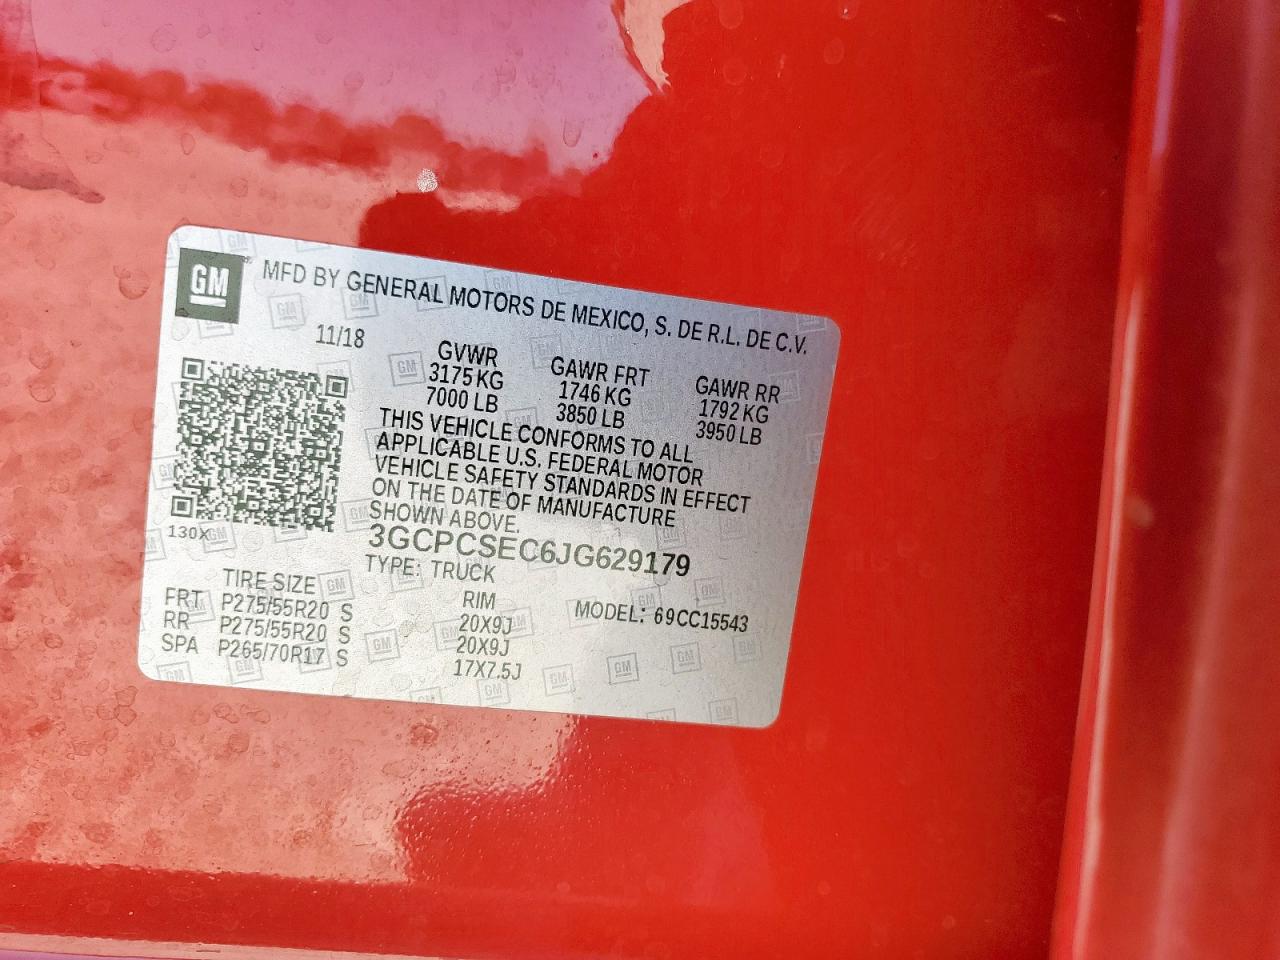 GM
MFD BY GENERAL MOTORS DE MEXICO, S. DE R.L. DE C.V.
11/18
GVWR GAWR FRT GAWR RR
3175 KG 1746 KG 1792 KG
7000 LB 3850 LB 3950 LB
THIS VEHICLE CONFORMS TO ALL
APPLICABLE U.S. FEDERAL MOTOR
VEHICLE SAFETY STANDARDS IN EFFECT
ON THE DATE OF MANUFACTURE
SHOWN ABOVE.
130X
3GCPCSEC6JG629179
TYPE: TRUCK
TIRE SIZE RIM MODEL: 69CC15543
FRT P275/55R20 S 20X9J
RR P275/55R20 S 20X9J
SPA P265/70R17 S 17X7.5J